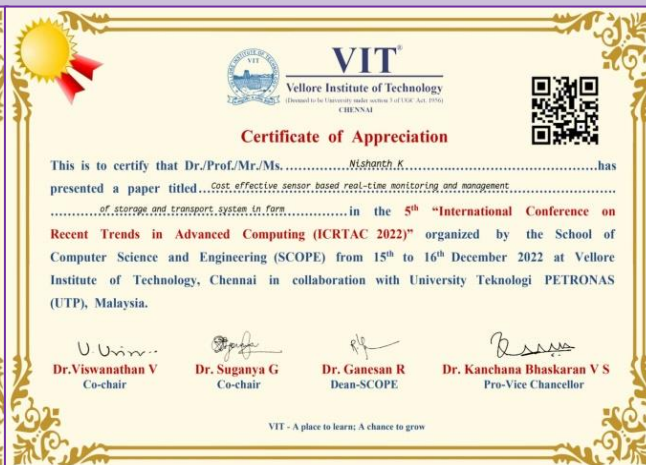 VIT®
Vellore Institute of Technology
(Deemed to be University under section 3 of UGC Act, 1956)
CHENNAI
Certificate of Appreciation
This is to certify that Dr./Prof./Mr./Ms. ..............Nishanth K..............has
presented a paper titled...Cost effective sensor based real-time monitoring and management
............of storage and transport system in farm............in the 5th “International Conference on
Recent Trends in Advanced Computing (ICRTAC 2022)” organized by the School of
Computer Science and Engineering (SCOPE) from 15th to 16th December 2022 at Vellore
Institute of Technology, Chennai in collaboration with University Teknologi PETRONAS
(UTP), Malaysia.
Dr.Viswanathan V Dr. Suganya G Dr. Ganesan R Dr. Kanchana Bhaskaran V S
Co-chair Co-chair Dean-SCOPE Pro-Vice Chancellor
VIT - A place to learn; A chance to grow